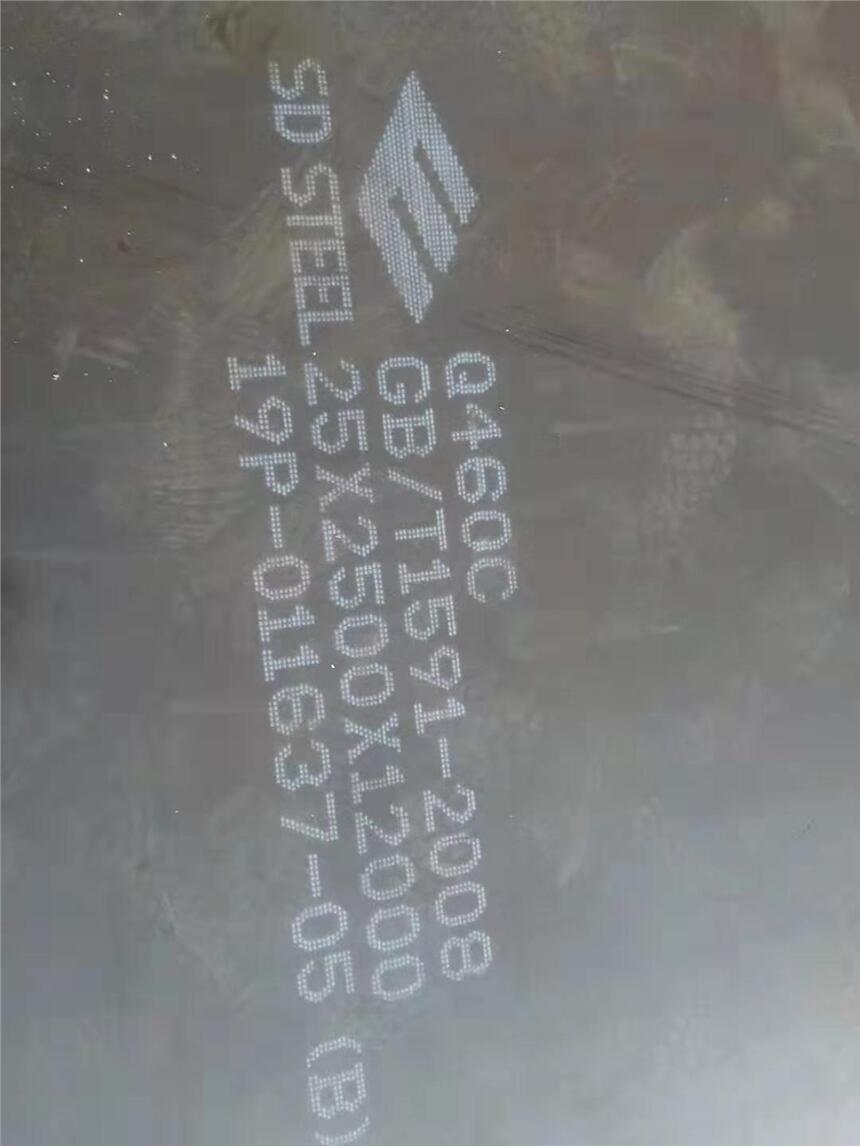 SD STEEL
Q460C
GB/T1591-2008
25X2500X12000
19P-011637-05 (B)